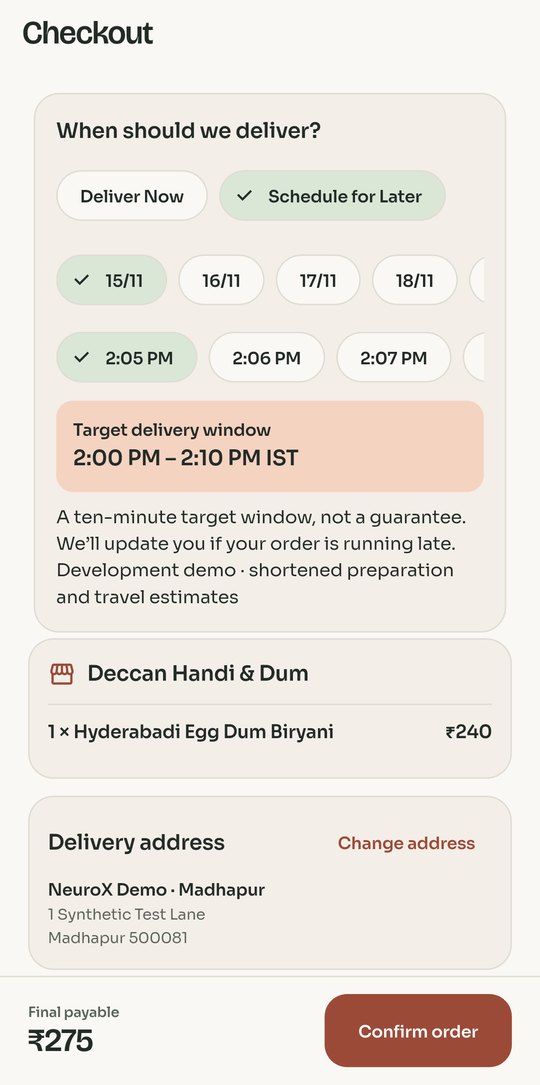 Checkout
When should we deliver?
Deliver Now
Schedule for Later
15/11
16/11
17/11
18/11
2:05 PM
2:06 PM
2:07 PM
Target delivery window
2:00 PM – 2:10 PM IST
A ten-minute target window, not a guarantee.
We’ll update you if your order is running late.
Development demo · shortened preparation
and travel estimates
Deccan Handi & Dum
1 × Hyderabadi Egg Dum Biryani ₹240
Delivery address
Change address
NeuroX Demo · Madhapur
1 Synthetic Test Lane
Madhapur 500081
Final payable
₹275
Confirm order